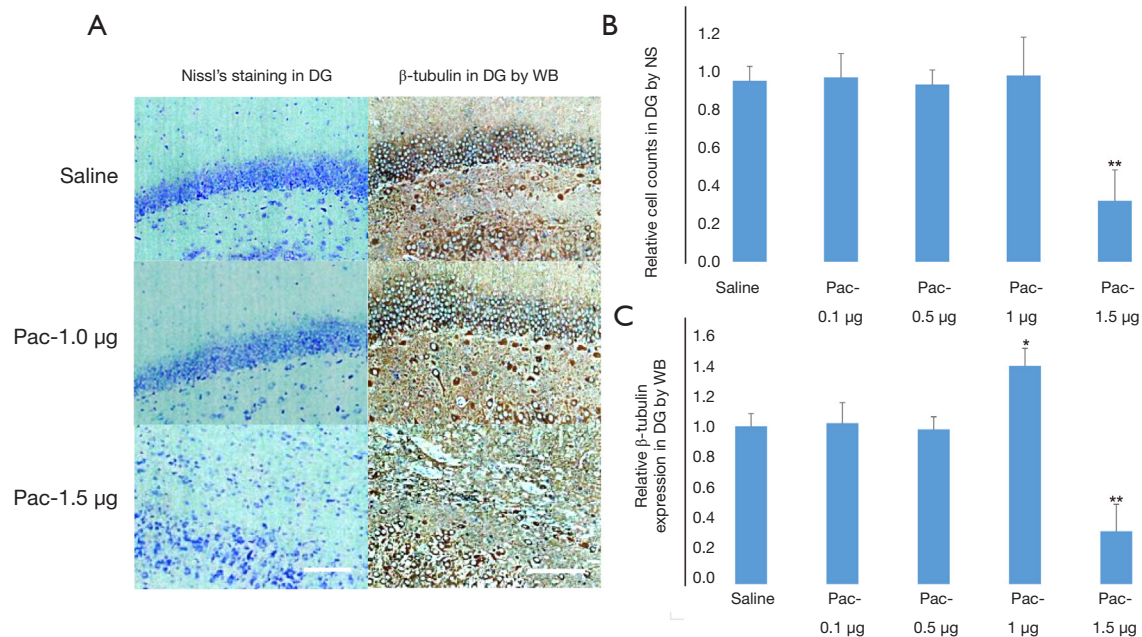 A
Nissl's staining in DG
β-tubulin in DG by WB
Saline
Pac-1.0 µg
Pac-1.5 µg
B
Relative cell counts in DG by NS
1.2
1.0
0.8
0.6
0.4
0.2
0.0
**
Saline
Pac-
0.1 µg
Pac-
0.5 µg
Pac-
1 µg
Pac-
1.5 µg
C
Relative β-tubulin
expression in DG by WB
1.6
1.4
1.2
1.0
0.8
0.6
0.4
0.2
0.0
*
**
Saline
Pac-
0.1 µg
Pac-
0.5 µg
Pac-
1 µg
Pac-
1.5 µg